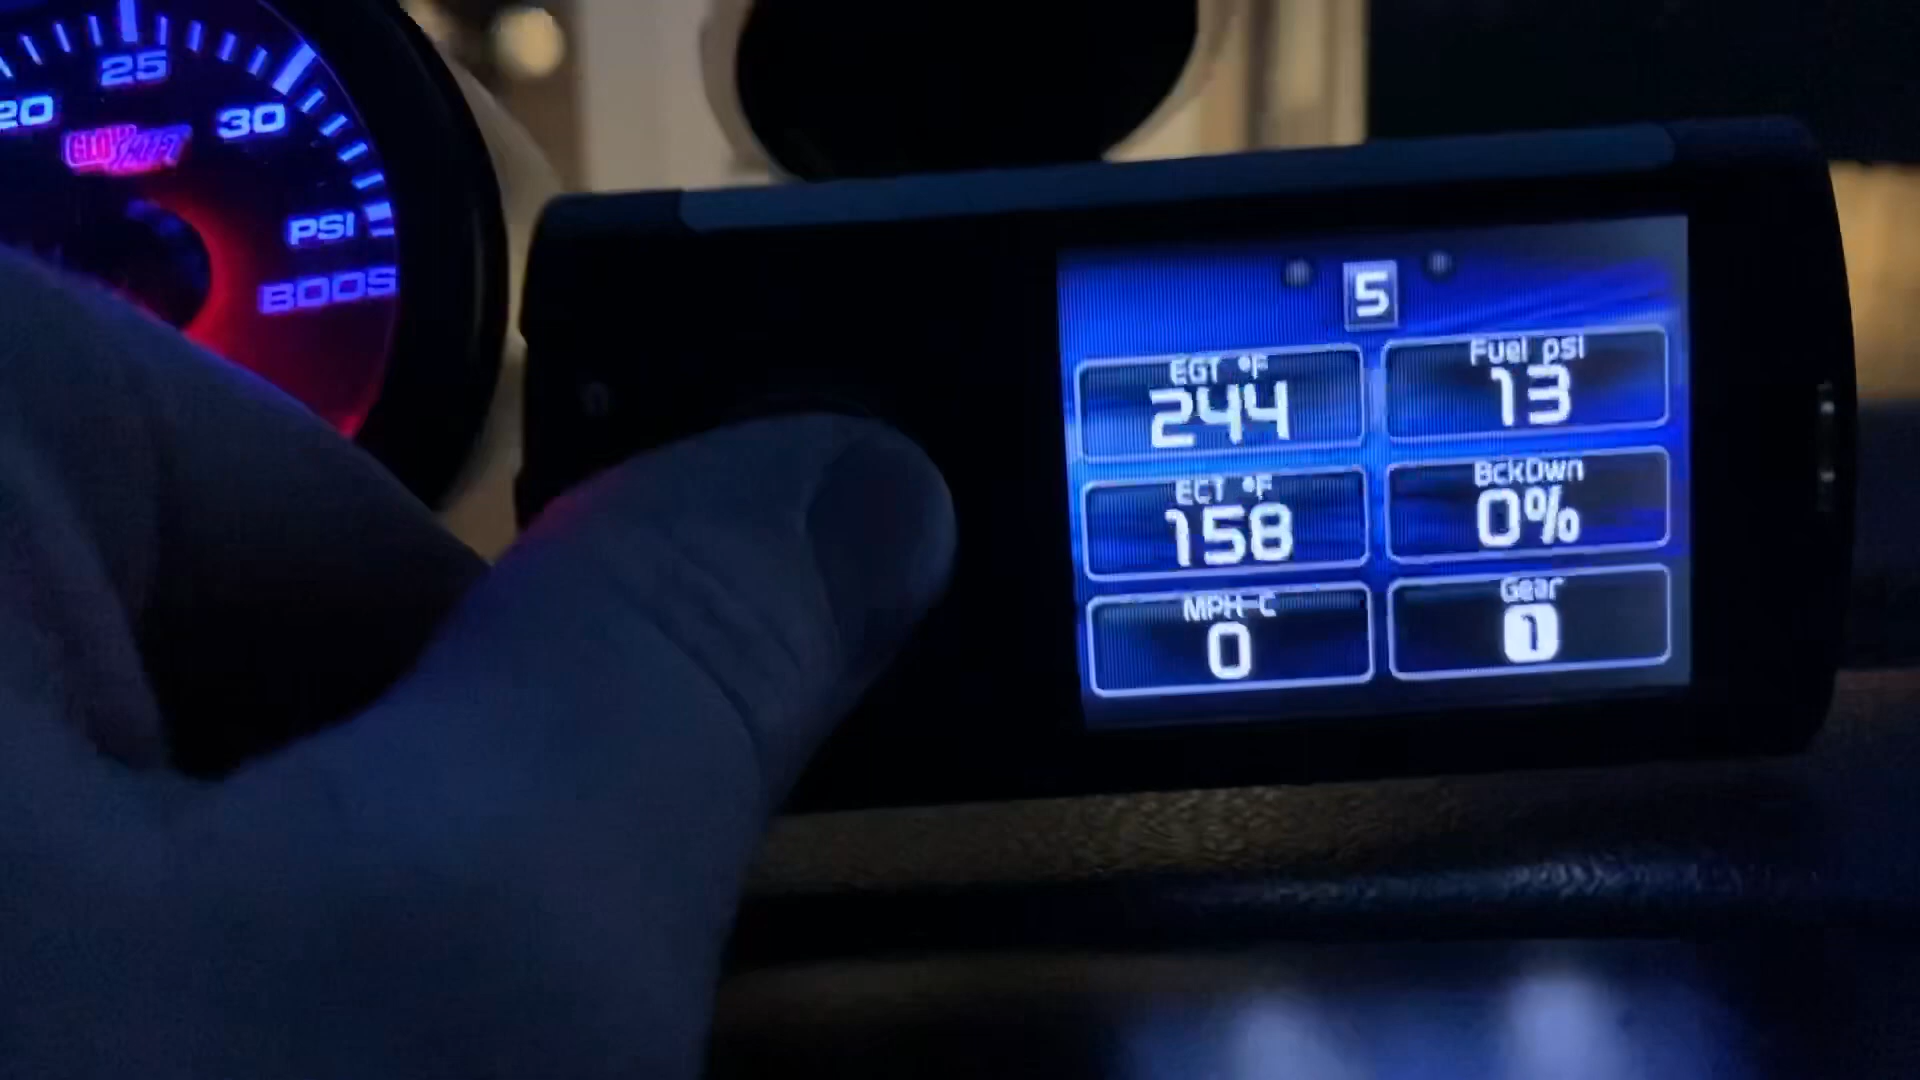 20
25
30
GLOWSHIFT
PSI
BOOS
5
EGT °F
244
Fuel psi
13
ECT °F
158
BckDwn
0%
MPH-C
0
Gear
1